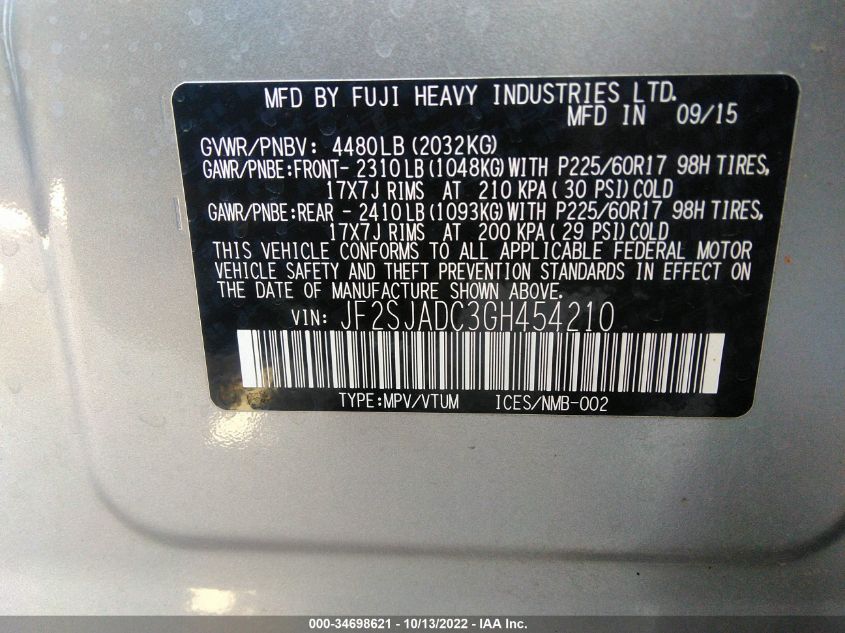 MFD BY FUJI HEAVY INDUSTRIES LTD.
MFD IN 09/15
GVWR/PNBV: 4480LB (2032KG)
GAWR/PNBE:FRONT- 2310LB (1048KG) WITH P225/60R17 98H TIRES,
17X7J RIMS AT 210 KPA(30 PSI)COLD
GAWR/PNBE:REAR - 2410LB (1093KG) WITH P225/60R17 98H TIRES,
17X7J RIMS AT 200 KPA(29 PSI)COLD
THIS VEHICLE CONFORMS TO ALL APPLICABLE FEDERAL MOTOR
VEHICLE SAFETY AND THEFT PREVENTION STANDARDS IN EFFECT ON
THE DATE OF MANUFACTURE SHOWN ABOVE.
VIN: JF2SJADC3GH454210
TYPE:MPV/VTUM ICES/NMB-002
000-34698621 - 10/13/2022 - IAA Inc.